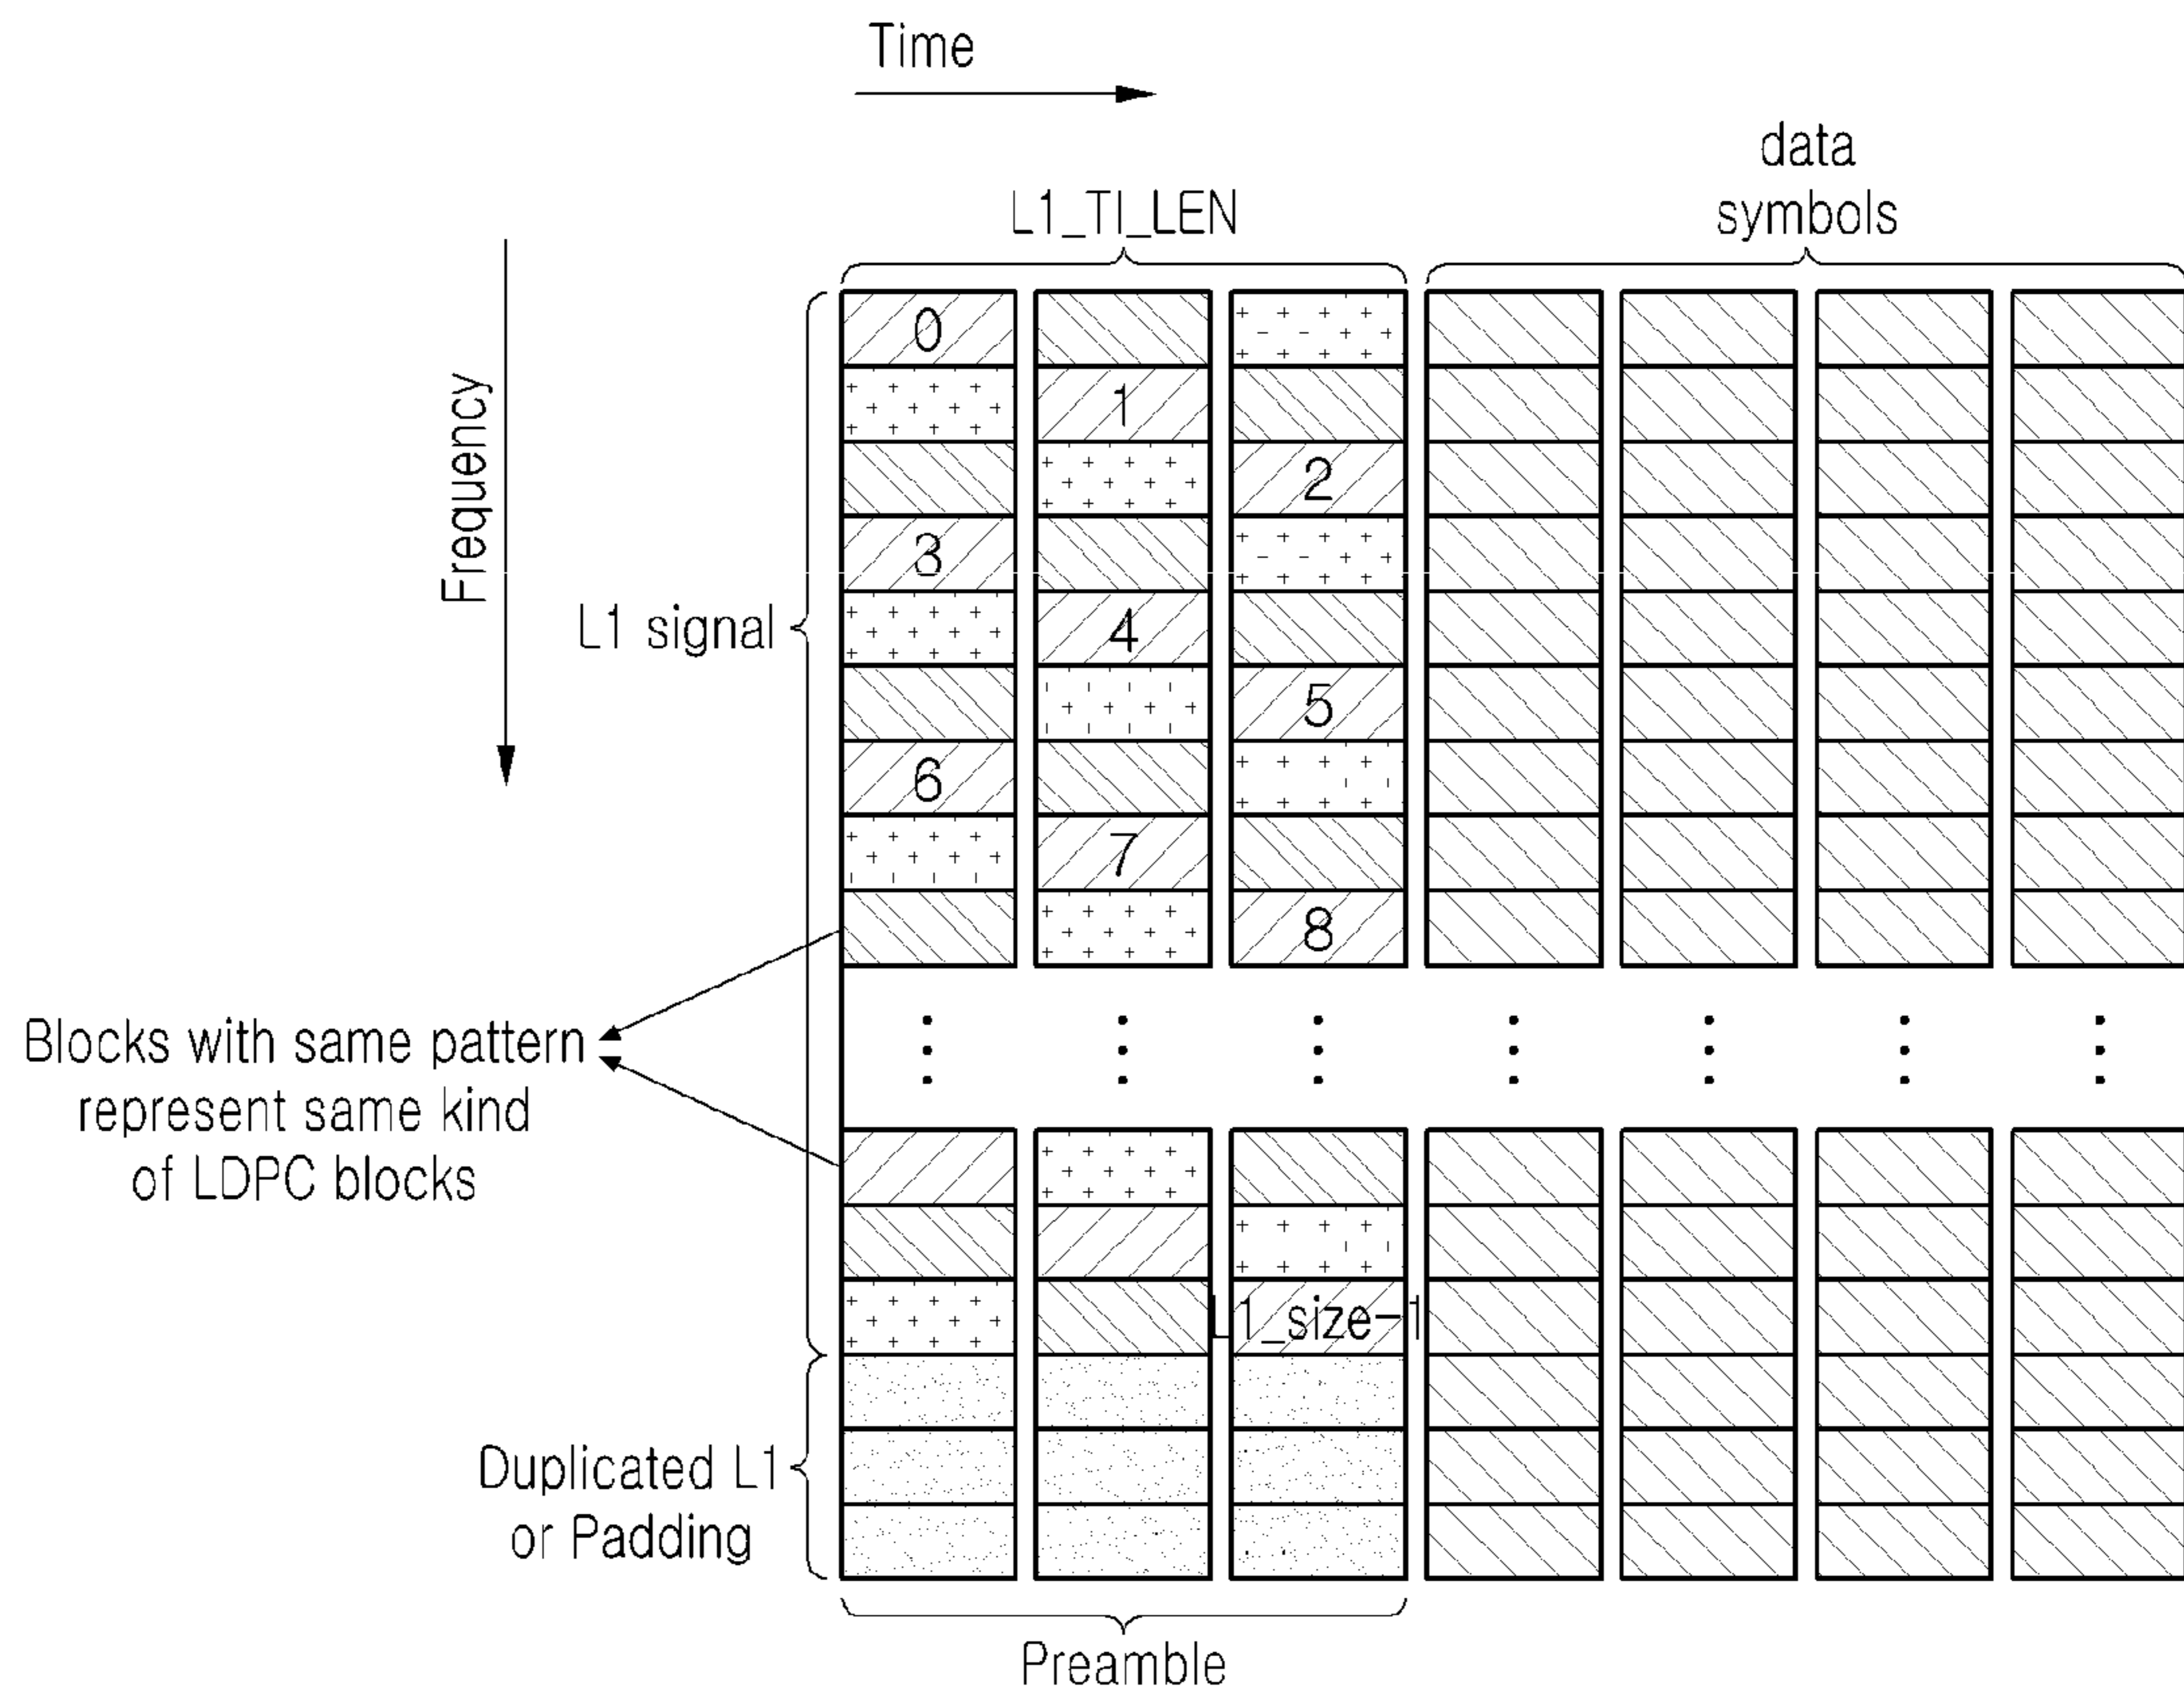 Time
data
symbols
L1_TI_LEN
Frequency
0
1
2
3
L1 signal
4
5
6
7
8
Blocks with same pattern
represent same kind
of LDPC blocks
L1_size-1
Duplicated L1
or Padding
Preamble